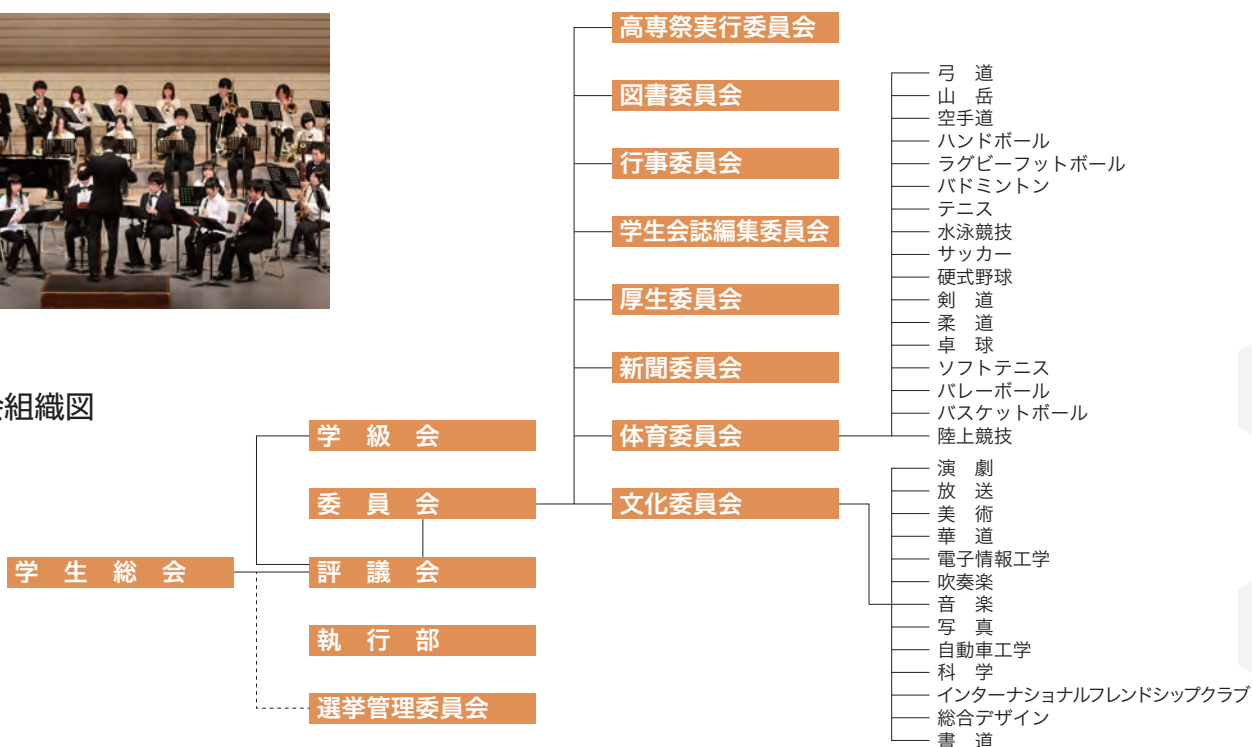 会組織図
学生総会
学級会
委員会
評議会
執行部
選挙管理委員会
高専祭実行委員会
図書委員会
行事委員会
学生会誌編集委員会
厚生委員会
新聞委員会
体育委員会
文化委員会
弓道
山岳
空手道
ハンドボール
ラグビーフットボール
バドミントン
テニス
水泳競技
サッカー
硬式野球
剣道
柔道
卓球
ソフトテニス
バレーボール
バスケットボール
陸上競技
演劇
放送
美術
華道
電子情報工学
吹奏楽
音楽
写真
自動車工学
科学
インターナショナルフレンドシップクラブ
総合デザイン
書道